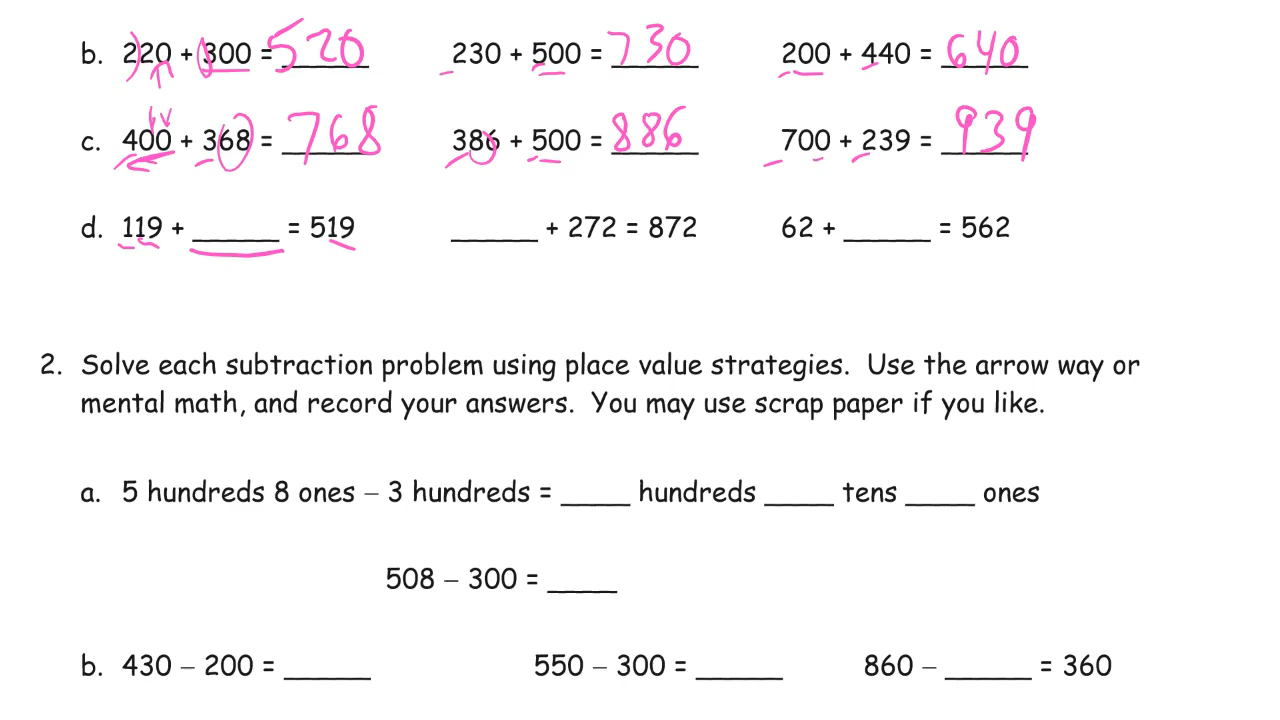 b. 220 + 300 = 520 230 + 500 = 730 200 + 440 = 640
c. 400 + 368 = 768 386 + 500 = 886 700 + 239 = 939
d. 119 + ______ = 519 ______ + 272 = 872 62 + ______ = 562
2. Solve each subtraction problem using place value strategies. Use the arrow way or
mental math, and record your answers. You may use scrap paper if you like.
a. 5 hundreds 8 ones – 3 hundreds = _____ hundreds _____ tens _____ ones
508 – 300 = _____
b. 430 – 200 = ______ 550 – 300 = ______ 860 – ______ = 360